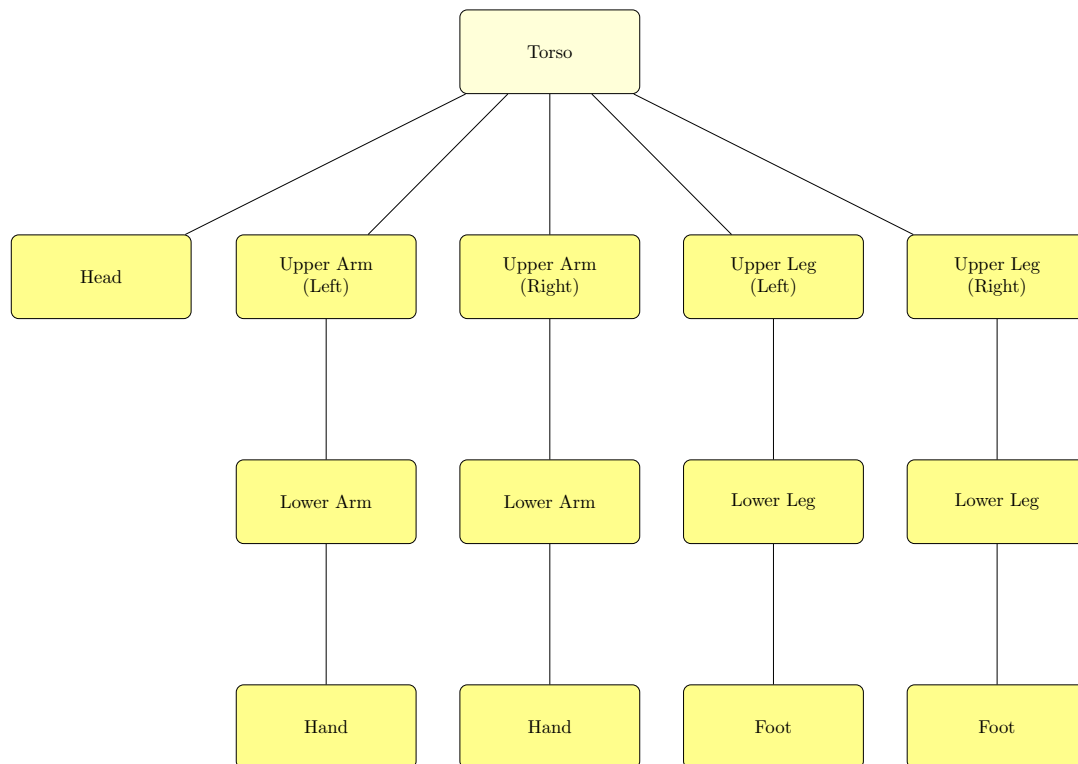 Torso
Head
Upper Arm
(Left)
Upper Arm
(Right)
Upper Leg
(Left)
Upper Leg
(Right)
Lower Arm
Lower Arm
Lower Leg
Lower Leg
Hand
Hand
Foot
Foot